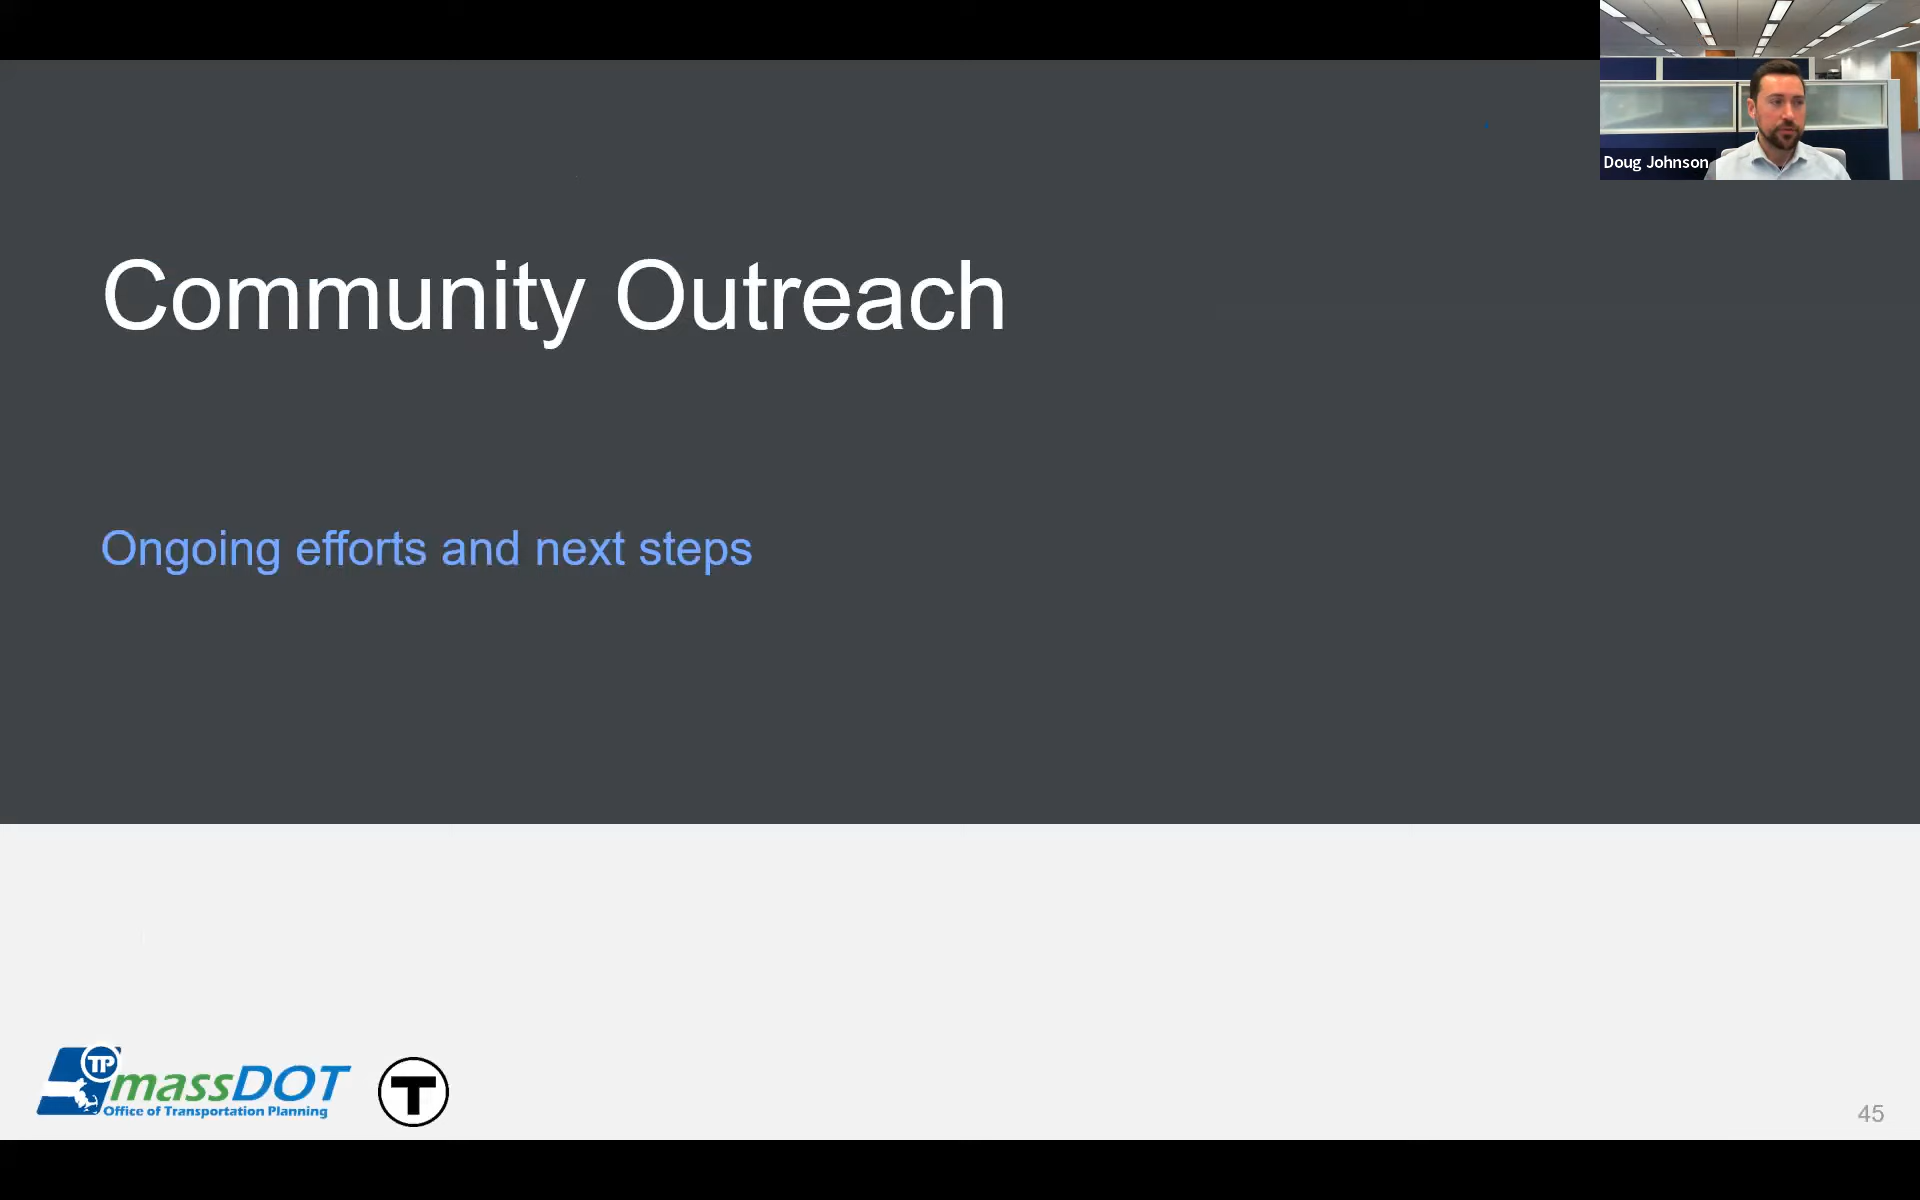 Doug Johnson
Community Outreach
Ongoing efforts and next steps
TP
massDOT
Office of Transportation Planning
T
45